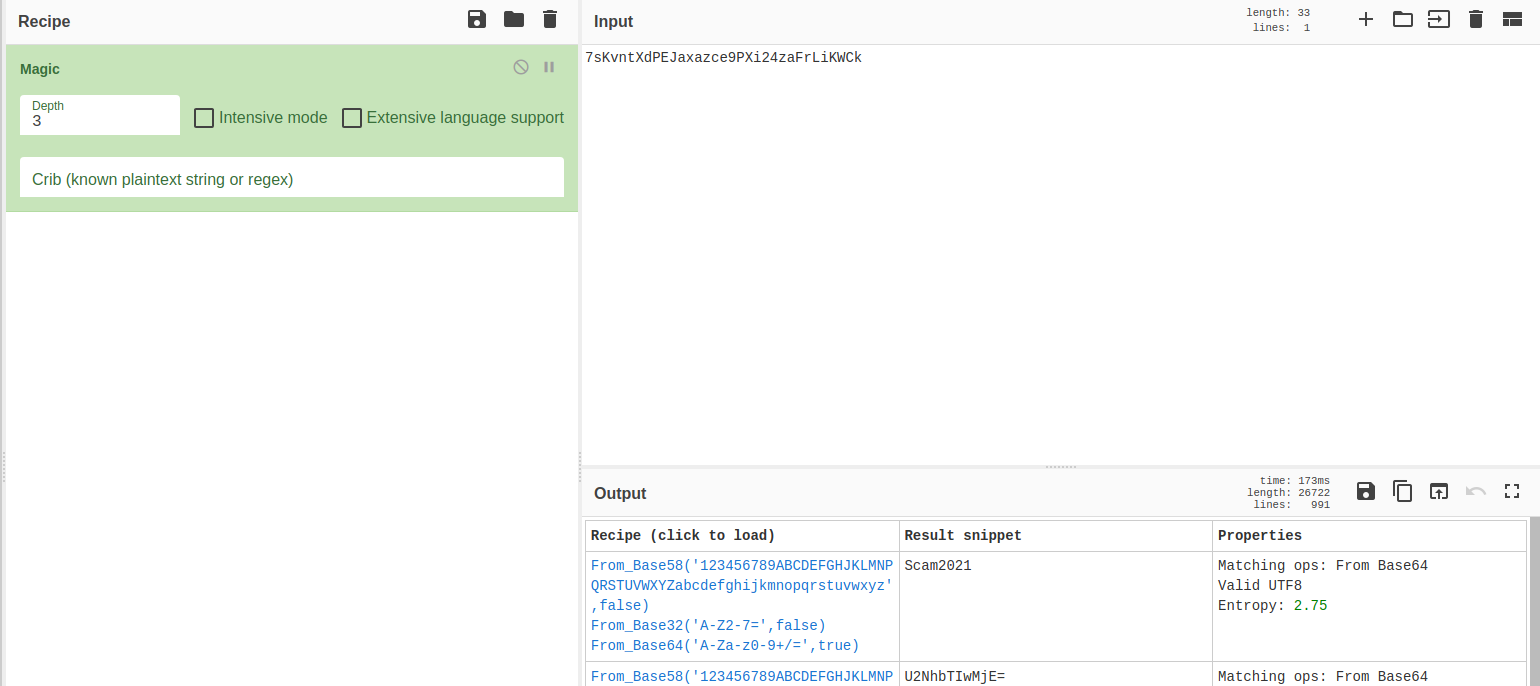 Recipe
Magic
Depth
3
Intensive mode
Extensive language support
Crib (known plaintext string or regex)
Input
length: 33
lines: 1
7sKvntXdPEJaxazce9PXi24zaFrLiKWCk
Output
time: 173ms
length: 26722
lines: 991
Recipe (click to load)
Result snippet
Properties
From_Base58('123456789ABCDEFGHJKLMNP
QRSTUVWXYZabcdefghijkmnopqrstuvwxyz'
,false)
From_Base32('A-Z2-7=',false)
From_Base64('A-Za-z0-9+/=',true)
Scam2021
Matching ops: From Base64
Valid UTF8
Entropy: 2.75
From_Base58('123456789ABCDEFGHJKLMNP
U2NhbTIwMjE=
Matching ops: From Base64